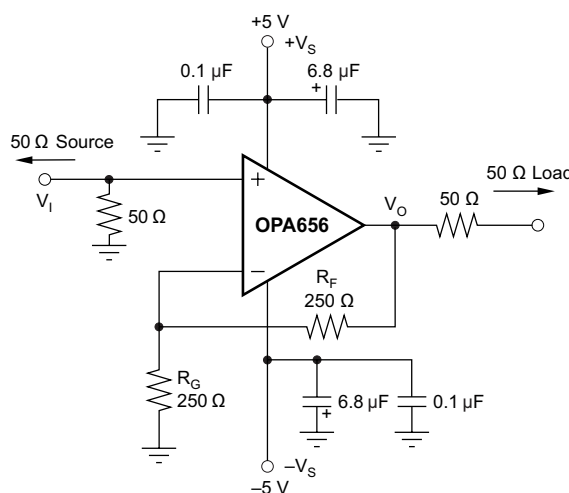 +5 V
+V_S
0.1 µF
6.8 µF
+
50 Ω Source
50 Ω Load
V_I
50 Ω
+
OPA656
−
V_O
50 Ω
R_F
250 Ω
R_G
250 Ω
6.8 µF
+
0.1 µF
−V_S
−5 V